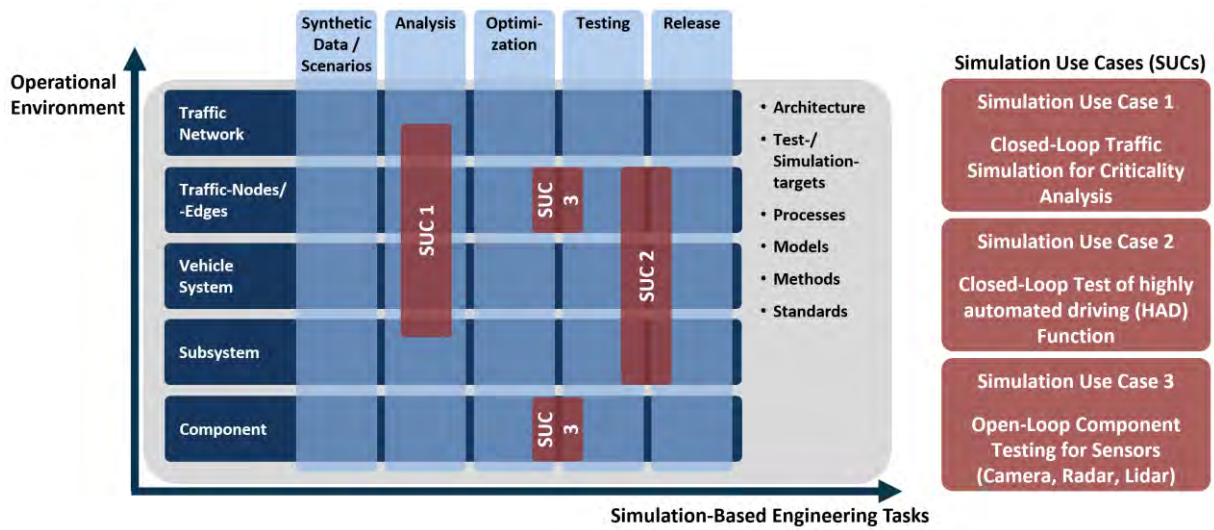 Operational
Environment
Synthetic
Data /
Scenarios
Analysis
Optimi-
zation
Testing
Release
Traffic
Network
Traffic-Nodes/
-Edges
Vehicle
System
Subsystem
Component
SUC 1
SUC
3
SUC 2
SUC
3
• Architecture
• Test-/
Simulation-
targets
• Processes
• Models
• Methods
• Standards
Simulation-Based Engineering Tasks
Simulation Use Cases (SUCs)
Simulation Use Case 1
Closed-Loop Traffic
Simulation for Criticality
Analysis
Simulation Use Case 2
Closed-Loop Test of highly
automated driving (HAD)
Function
Simulation Use Case 3
Open-Loop Component
Testing for Sensors
(Camera, Radar, Lidar)